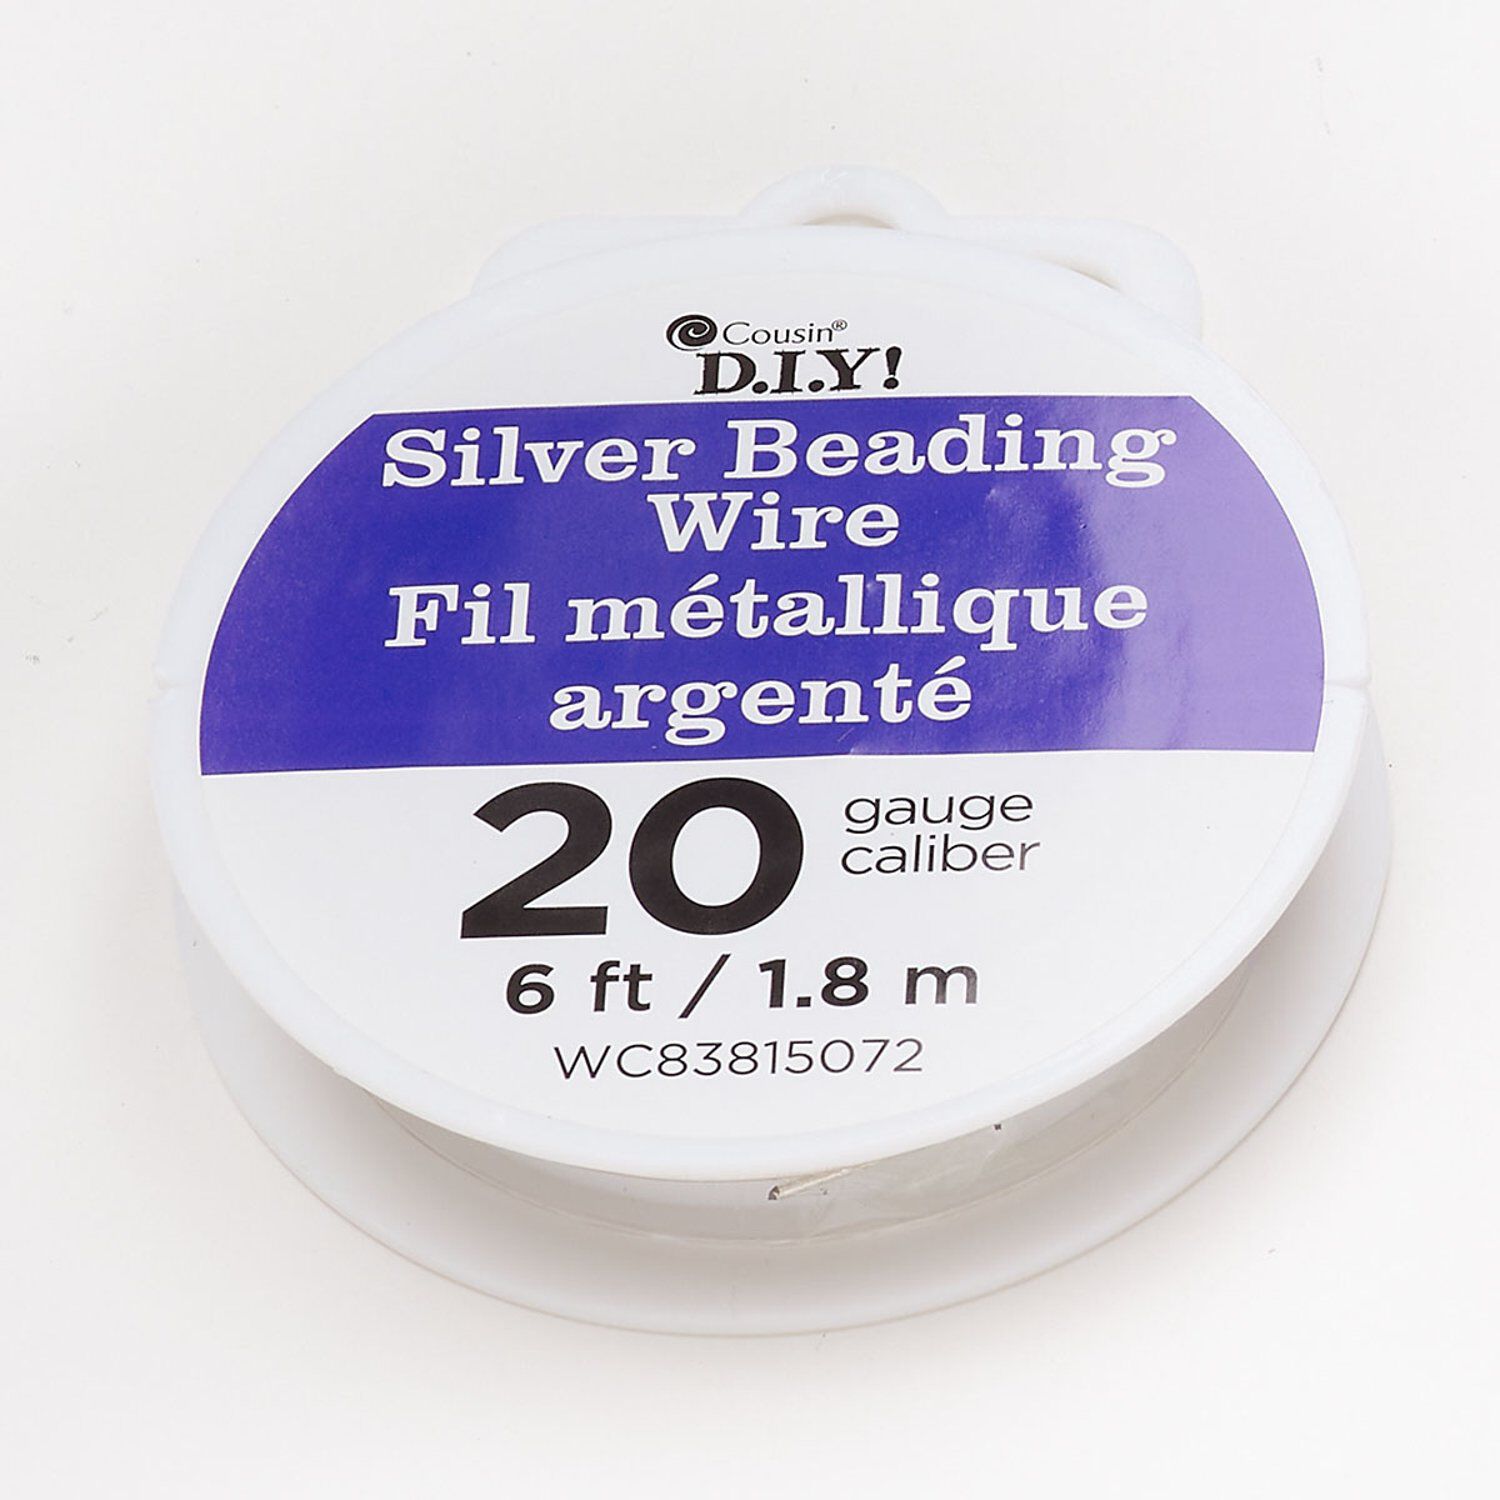 Cousin®
D.I.Y!
Silver Beading
Wire
Fil métallique
argenté
20 gauge
caliber
6 ft / 1.8 m
WC83815072